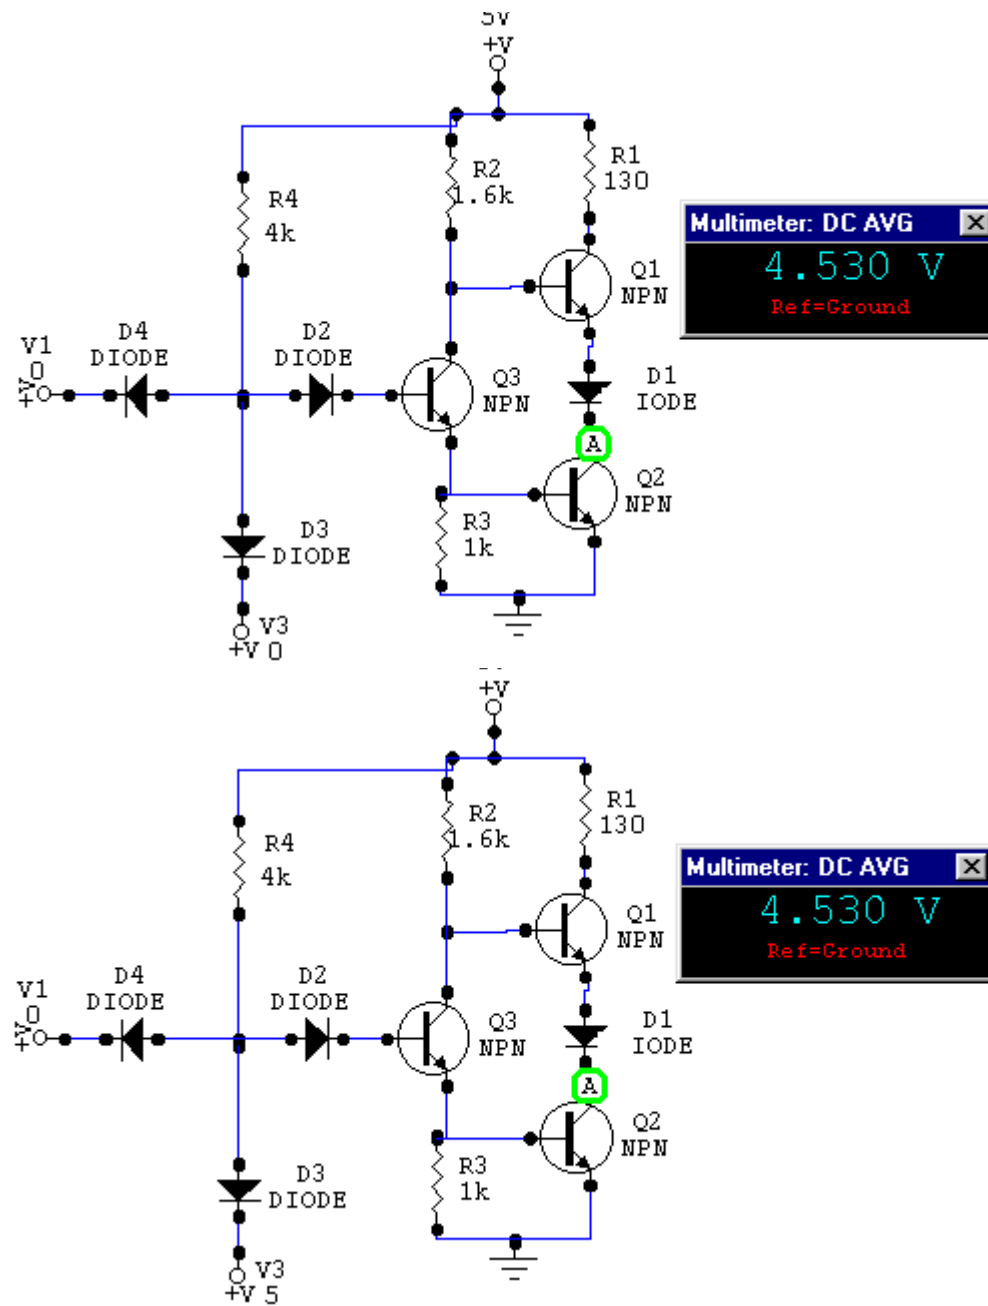 5V
+V
R1
130
R2
1.6k
R4
4k
Multimeter: DC AVG
4.530 V
Ref=Ground
Q1
NPN
V1
0
+V
D4
DIODE
D2
DIODE
Q3
NPN
D1
IODE
A
Q2
NPN
R3
1k
D3
DIODE
V3
+V 0
+V
R1
130
R2
1.6k
R4
4k
Multimeter: DC AVG
4.530 V
Ref=Ground
Q1
NPN
V1
0
+V
D4
DIODE
D2
DIODE
Q3
NPN
D1
IODE
A
Q2
NPN
R3
1k
D3
DIODE
V3
+V 5